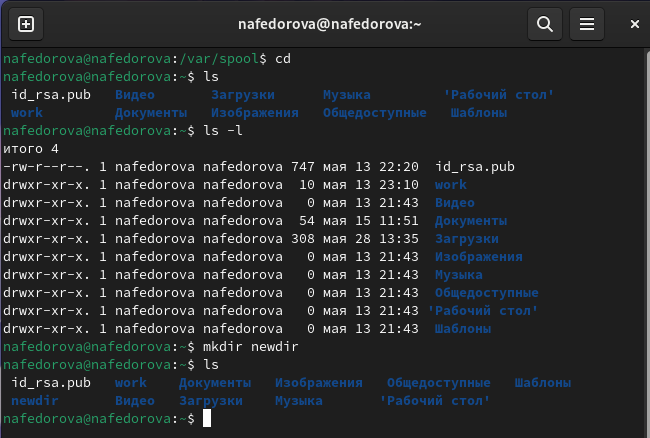 nafedorova@nafedorova:~
nafedorova@nafedorova:/var/spool$ cd
nafedorova@nafedorova:~$ ls
id_rsa.pub Видео Загрузки Музыка 'Рабочий стол'
work Документы Изображения Общедоступные Шаблоны
nafedorova@nafedorova:~$ ls -l
итого 4
-rw-r--r--. 1 nafedorova nafedorova 747 мая 13 22:20 id_rsa.pub
drwxr-xr-x. 1 nafedorova nafedorova 10 мая 13 23:10 work
drwxr-xr-x. 1 nafedorova nafedorova 0 мая 13 21:43 Видео
drwxr-xr-x. 1 nafedorova nafedorova 54 мая 15 11:51 Документы
drwxr-xr-x. 1 nafedorova nafedorova 308 мая 28 13:35 Загрузки
drwxr-xr-x. 1 nafedorova nafedorova 0 мая 13 21:43 Изображения
drwxr-xr-x. 1 nafedorova nafedorova 0 мая 13 21:43 Музыка
drwxr-xr-x. 1 nafedorova nafedorova 0 мая 13 21:43 Общедоступные
drwxr-xr-x. 1 nafedorova nafedorova 0 мая 13 21:43 'Рабочий стол'
drwxr-xr-x. 1 nafedorova nafedorova 0 мая 13 21:43 Шаблоны
nafedorova@nafedorova:~$ mkdir newdir
nafedorova@nafedorova:~$ ls
id_rsa.pub work Документы Изображения Общедоступные Шаблоны
newdir Видео Загрузки Музыка 'Рабочий стол'
nafedorova@nafedorova:~$